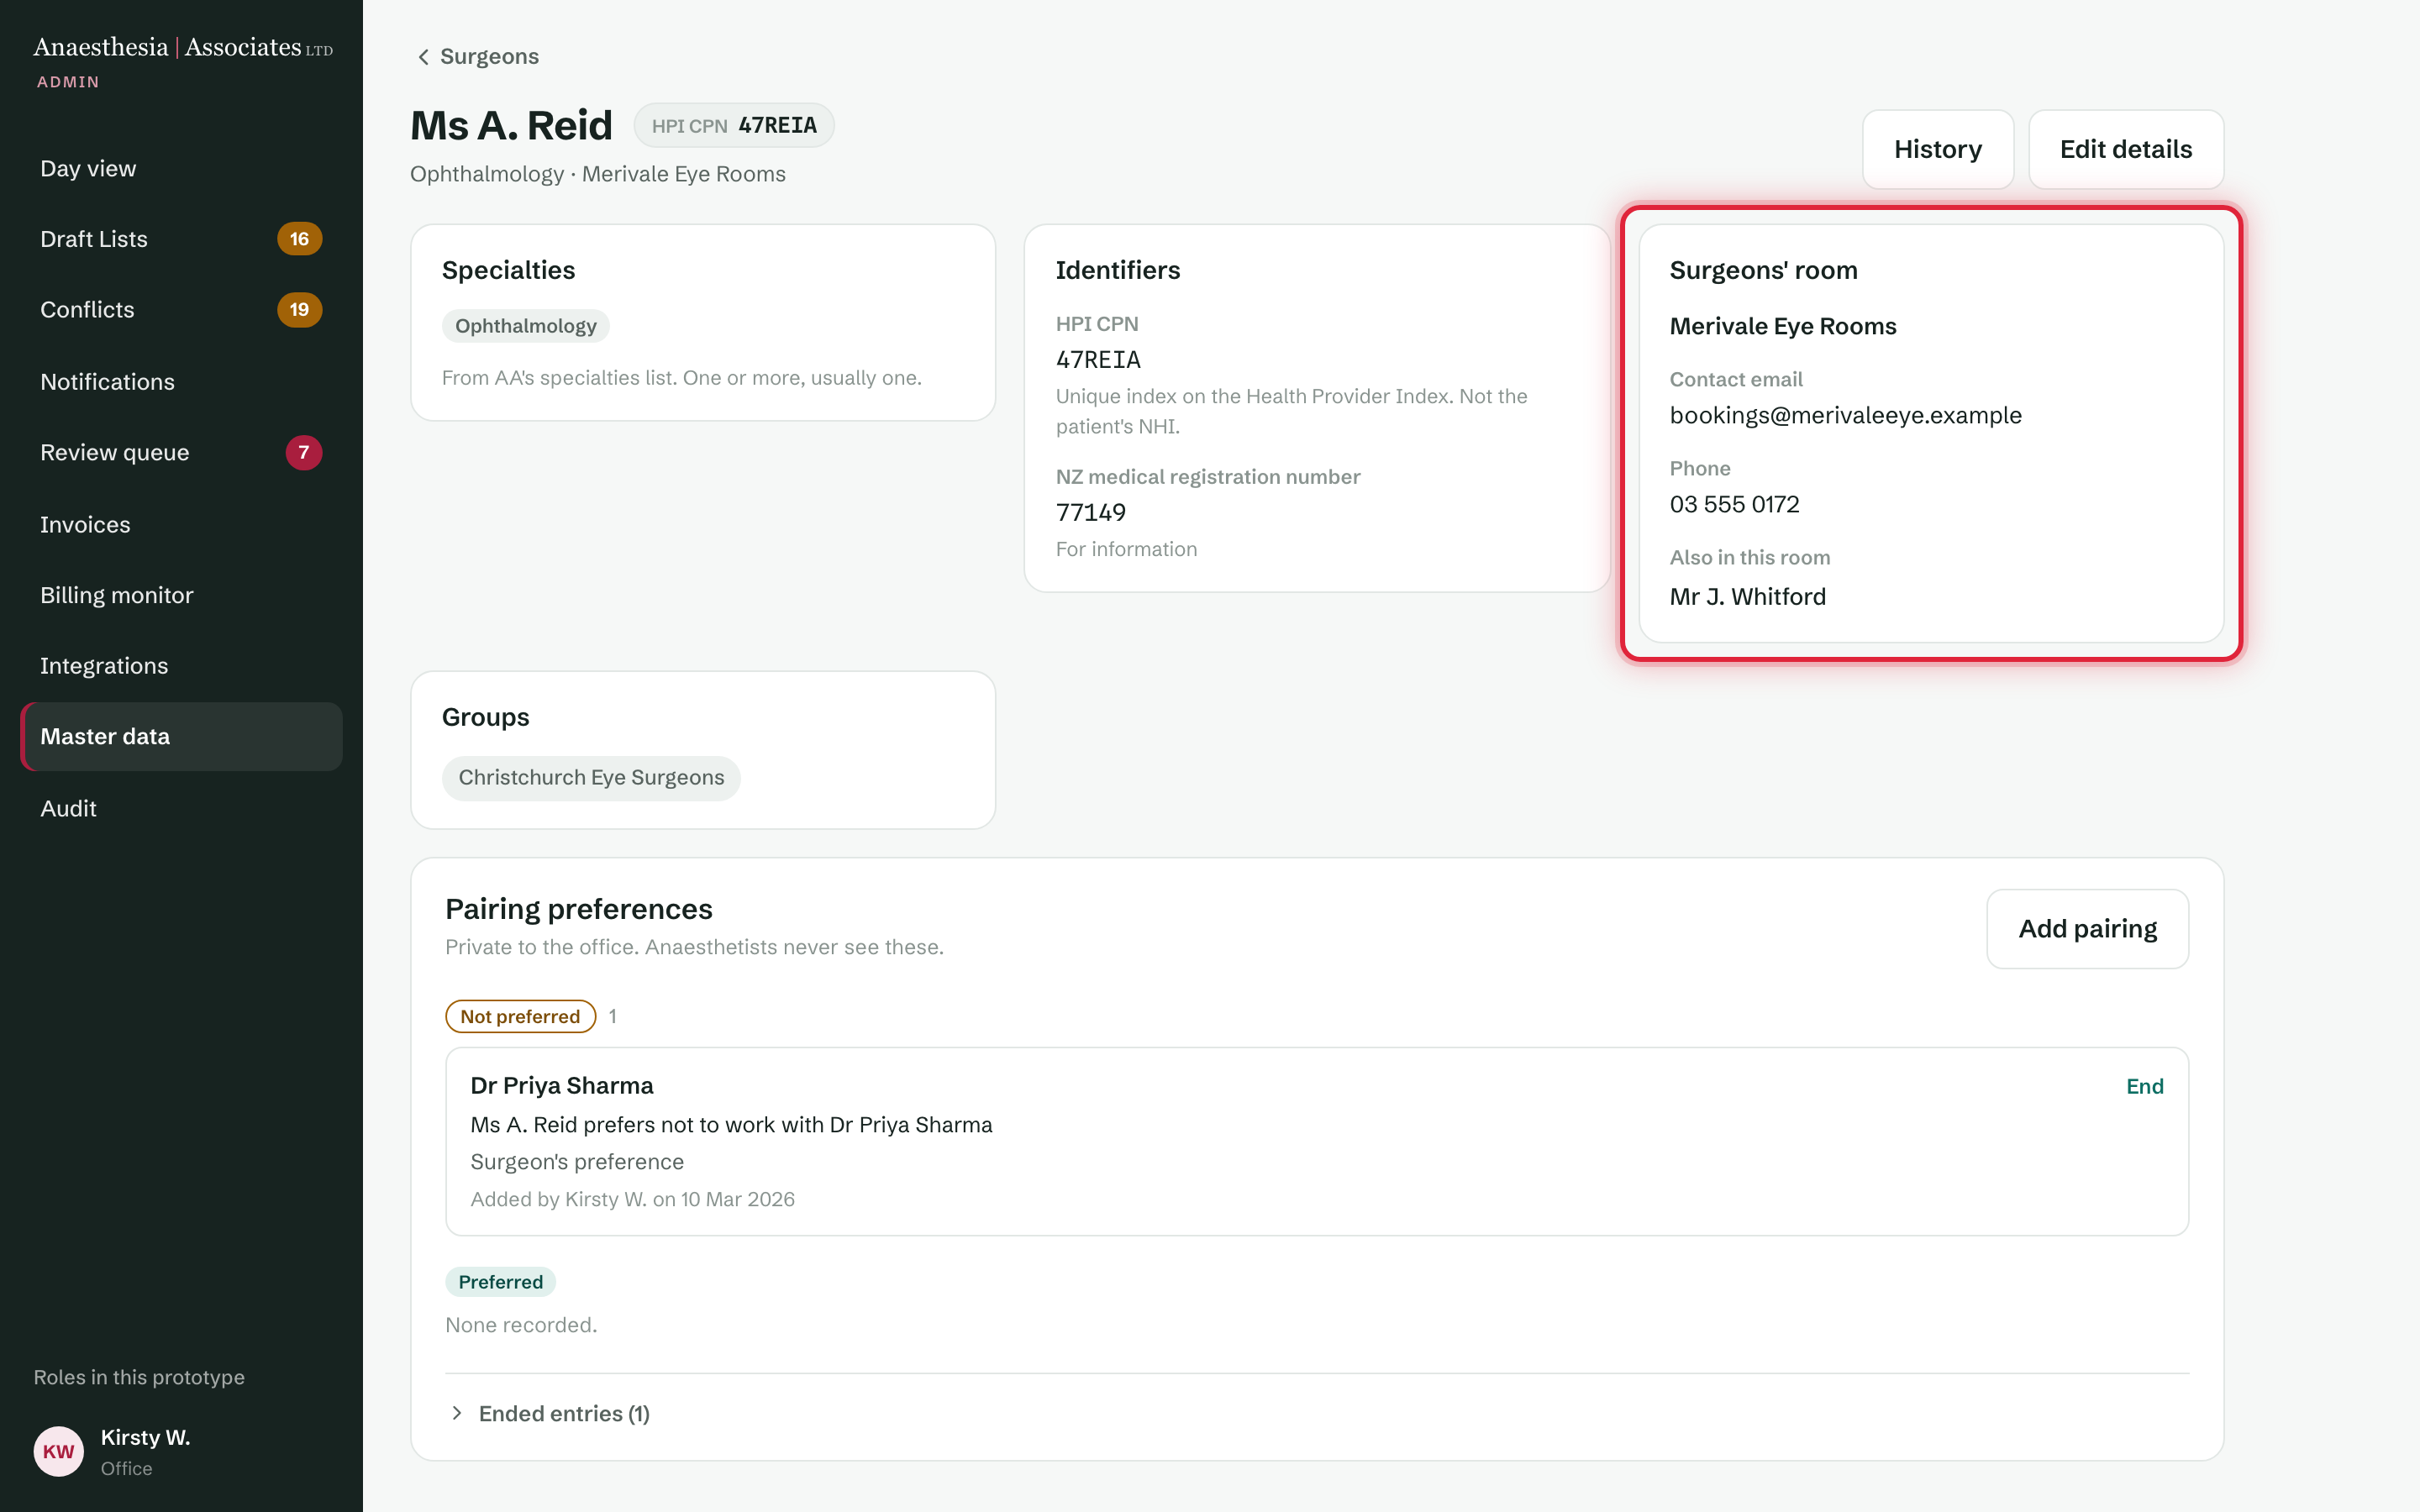 Anaesthesia | Associates LTD
ADMIN
Day view
Draft Lists 16
Conflicts 19
Notifications
Review queue 7
Invoices
Billing monitor
Integrations
Master data
Audit
Roles in this prototype
KW
Kirsty W.
Office
Surgeons
Ms A. Reid HPI CPN 47REIA
Ophthalmology · Merivale Eye Rooms
History
Edit details
Specialties
Ophthalmology
From AA's specialties list. One or more, usually one.
Identifiers
HPI CPN
47REIA
Unique index on the Health Provider Index. Not the
patient's NHI.
NZ medical registration number
77149
For information
Surgeons' room
Merivale Eye Rooms
Contact email
bookings@merivaleeye.example
Phone
03 555 0172
Also in this room
Mr J. Whitford
Groups
Christchurch Eye Surgeons
Pairing preferences
Private to the office. Anaesthetists never see these.
Add pairing
Not preferred 1
Dr Priya Sharma
End
Ms A. Reid prefers not to work with Dr Priya Sharma
Surgeon's preference
Added by Kirsty W. on 10 Mar 2026
Preferred
None recorded.
Ended entries (1)